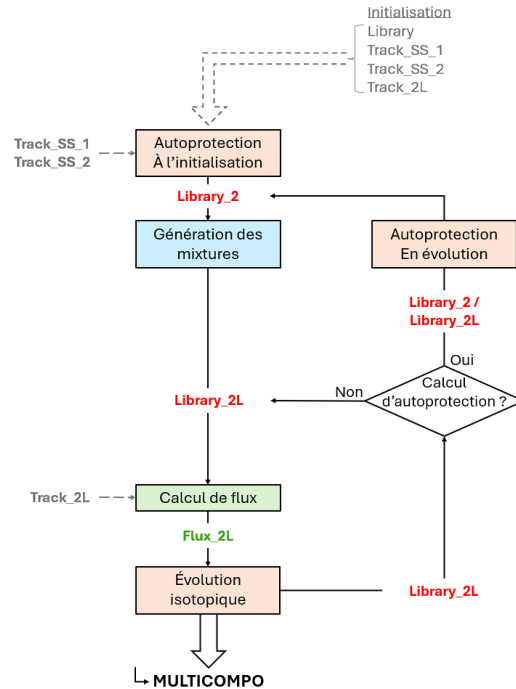 Initialisation
Library
Track_SS_1
Track_SS_2
Track_2L
Track_SS_1
Track_SS_2
Autoprotection
À l'initialisation
Library_2
Génération des
mixtures
Autoprotection
En évolution
Library_2 /
Library_2L
Oui
Non
Calcul
d'autoprotection ?
Library_2L
Track_2L
Calcul de flux
Flux_2L
Évolution
isotopique
Library_2L
MULTICOMPO